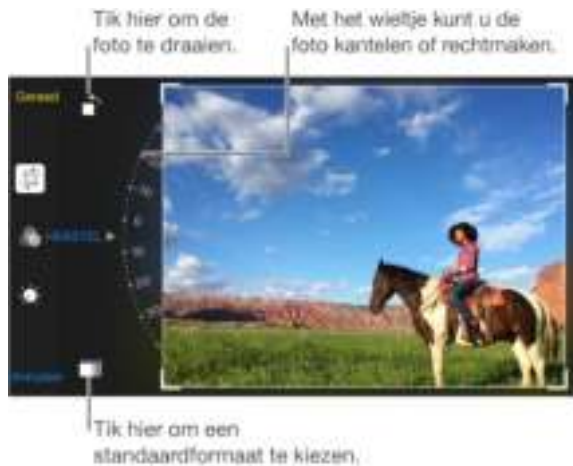 Tik hier om de
foto te draaien.
Met het wieltje kunt u de
foto kantelen of rechtmaken.
Gereed
Tik hier om een
standaardformaat te kiezen.